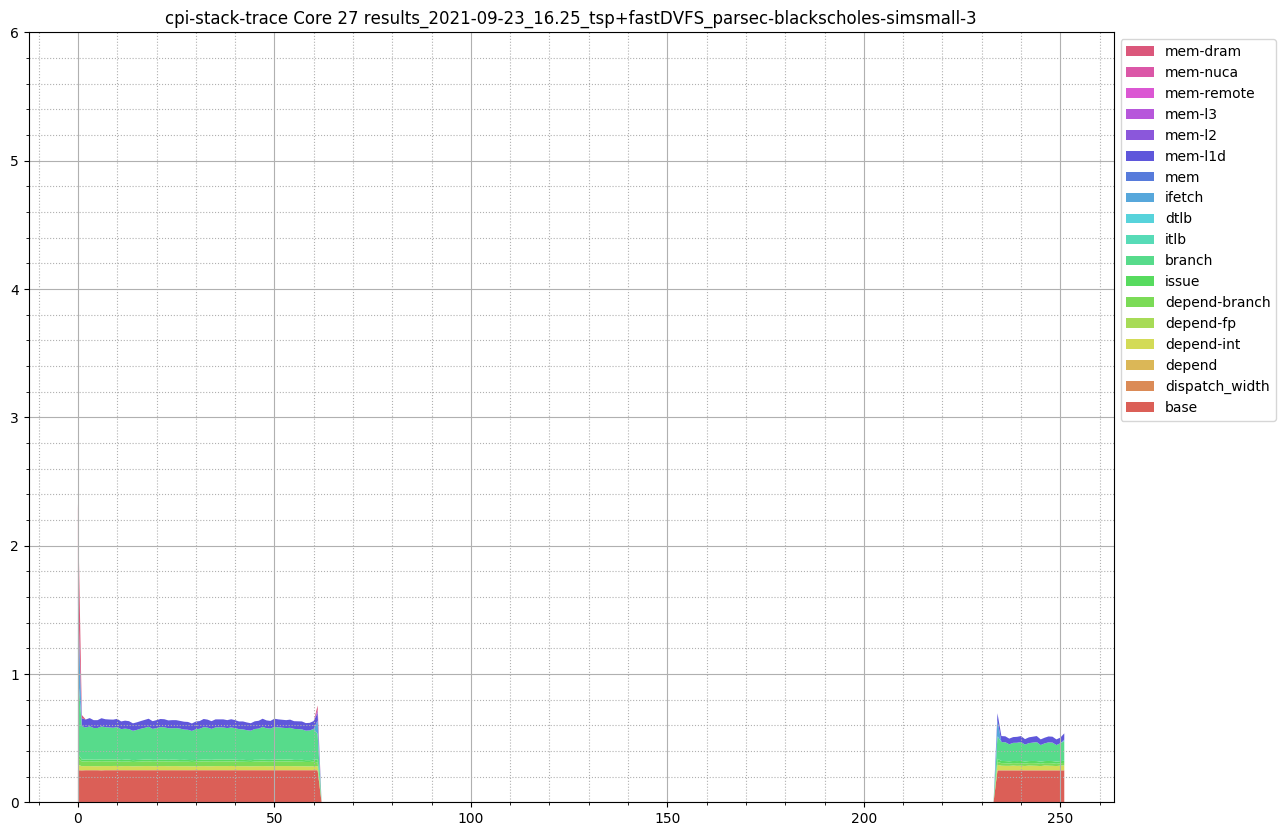 cpi-stack-trace Core 27 results_2021-09-23_16.25_tsp+fastDVFS_parsec-blackscholes-simsmall-3
6
5
4
3
2
1
0
0 50 100 150 200 250
mem-dram
mem-nuca
mem-remote
mem-l3
mem-l2
mem-l1d
mem
ifetch
dtlb
itlb
branch
issue
depend-branch
depend-fp
depend-int
depend
dispatch_width
base